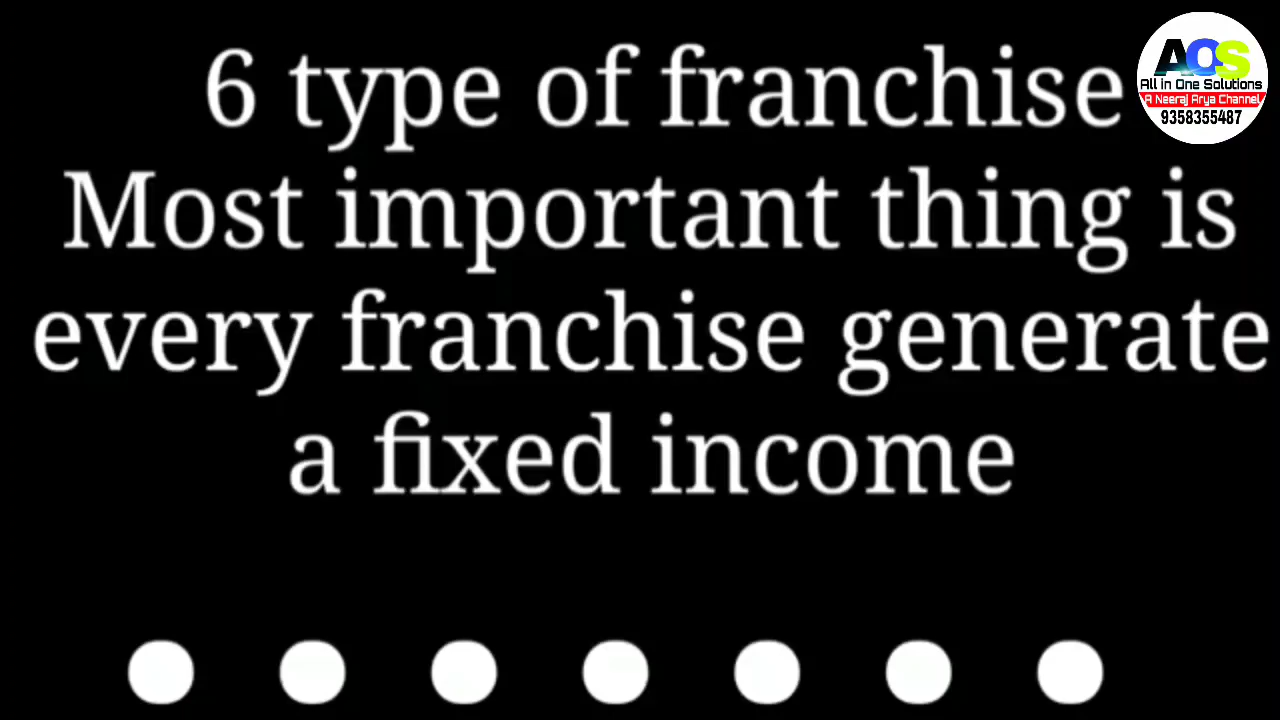 6 type of franchise
Most important thing is
every franchise generate
a fixed income
AOS
All in One Solutions
A Neeraj Arya Channel
9358355487